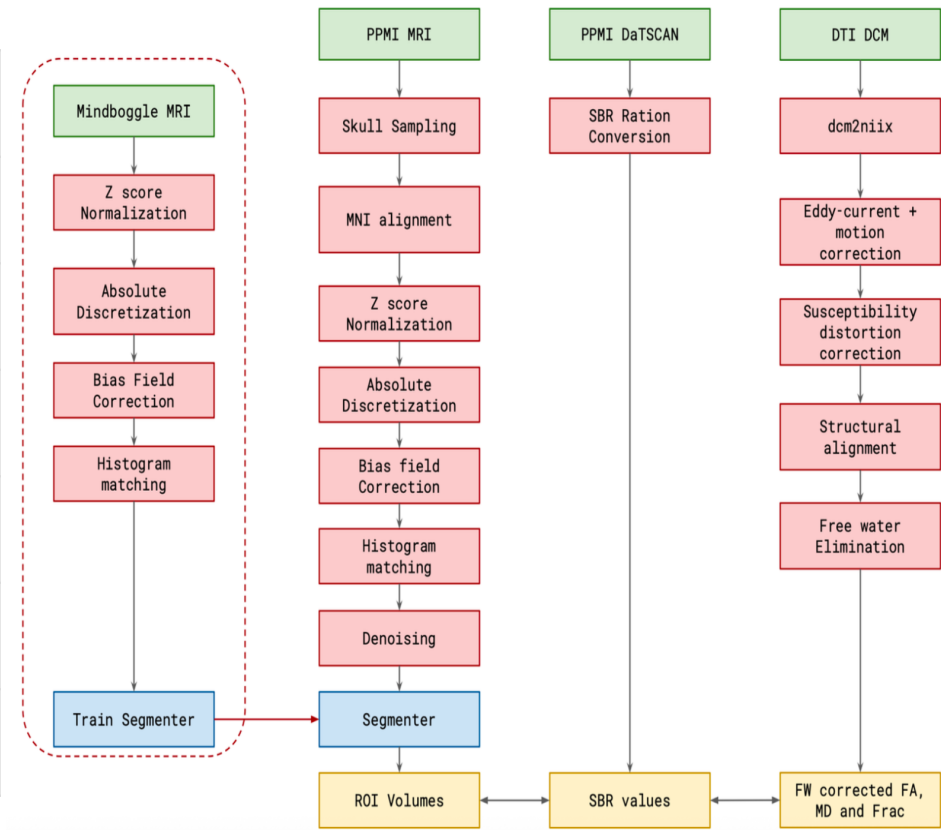 PPMI MRI
PPMI DaTSCAN
DTI DCM
Mindboggle MRI
Z score
Normalization
Absolute
Discretization
Bias Field
Correction
Histogram
matching
Train Segmenter
Skull Sampling
MNI alignment
Z score
Normalization
Absolute
Discretization
Bias field
Correction
Histogram
matching
Denoising
Segmenter
ROI Volumes
SBR Ration
Conversion
SBR values
dcm2niix
Eddy-current +
motion
correction
Susceptibility
distortion
correction
Structural
alignment
Free water
Elimination
FW corrected FA,
MD and Frac